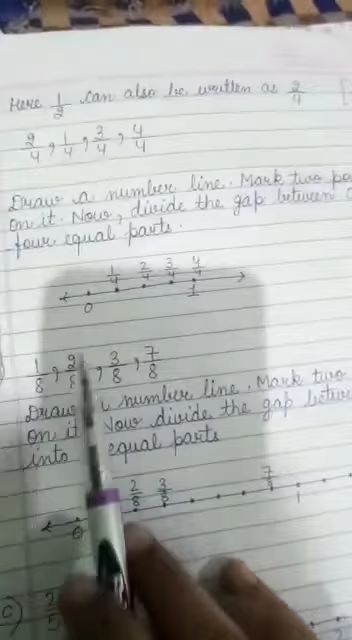 Here 1/2 can also be written as 2/4
2/4, 1/4, 3/4, 4/4
Draw a number line. Mark two
on it. Now, divide the gap between
four equal parts.
1/4 2/4 3/4 4/4
0 1
1/8, 2/8, 3/8, 7/8
Draw a number line. Mark two
on it Now divide the gap
into equal parts
2/8 3/8 7/8
0 1
c)